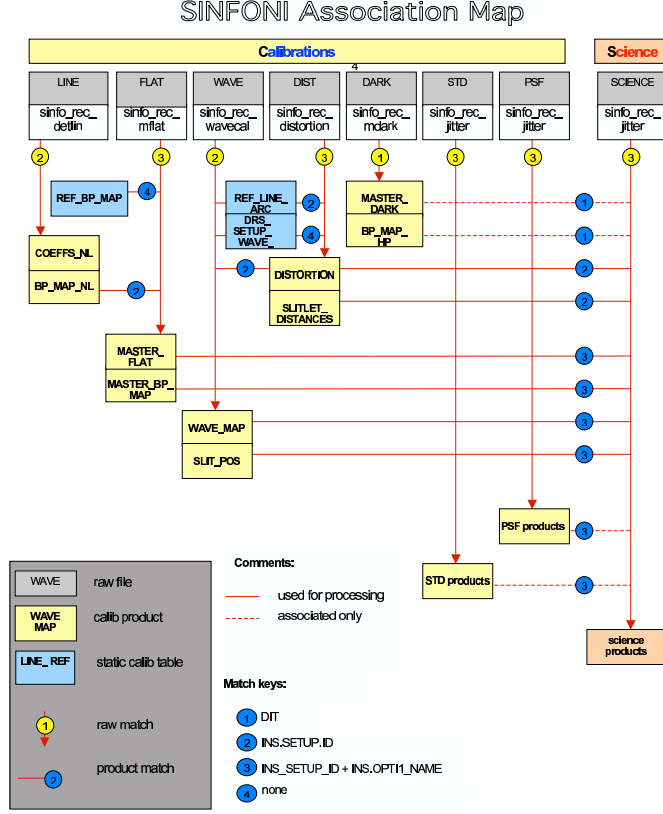 SINFONI Association Map
Calibrations
Science
4
LINE FLAT WAVE DIST DARK STD PSF SCIENCE
sinfo_rec_ sinfo_rec_ sinfo_rec_ sinfo_rec_ sinfo_rec_ sinfo_rec_ sinfo_rec_ sinfo_rec_
detlin mflat wavecal distortion mdark jitter jitter jitter
2 3 2 3 1 3 3 3
REF_BP_MAP 4
REF_LINE_
ARC
2
MASTER_
DARK
1
DRS_
SETUP_
WAVE_
4
BP_MAP_
HP
1
COEFFS_NL
2
DISTORTION
2
BP_MAP_NL
2
SLITLET_
DISTANCES
2
MASTER_
FLAT
3
MASTER_BP_
MAP
3
WAVE_MAP
3
SLIT_POS
3
PSF products
3
STD products
3
science
products
WAVE
raw file
WAVE
MAP
calib product
LINE_REF
static calib table
1
raw match
2
product match
Comments:
used for processing
associated only
Match keys:
1 DIT
2 INS.SETUP.ID
3 INS_SETUP_ID + INS.OPTI1_NAME
4 none